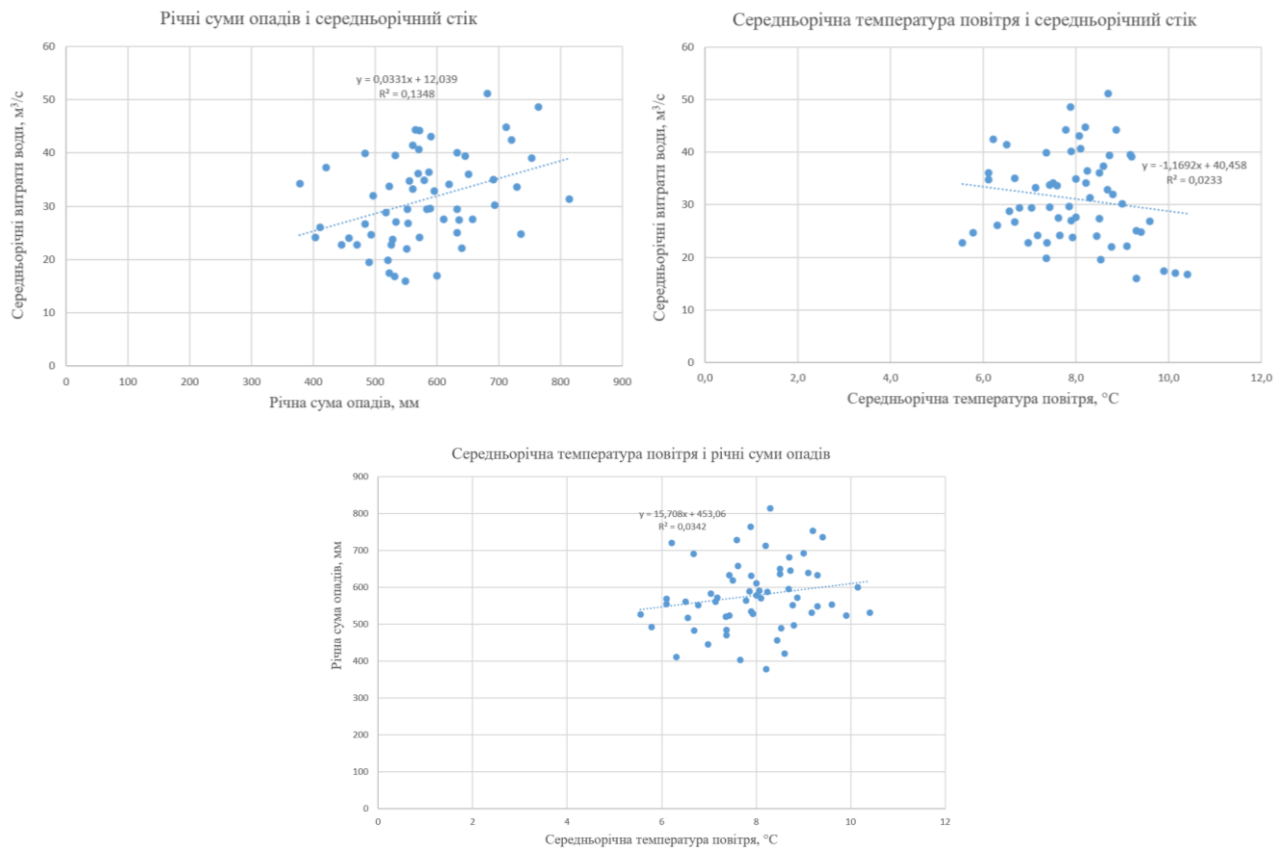 Річні суми опадів і середньорічний стік
y = 0,0331x + 12,039
R² = 0,1348
Середньорічні витрати води, м³/с
60
50
40
30
20
10
0
0 100 200 300 400 500 600 700 800 900
Річна сума опадів, мм
Середньорічна температура повітря і середньорічний стік
y = -1,1692x + 40,458
R² = 0,0233
Середньорічні витрати води, м³/с
60
50
40
30
20
10
0
0,0 2,0 4,0 6,0 8,0 10,0 12,0
Середньорічна температура повітря, °C
Середньорічна температура повітря і річні суми опадів
y = 15,708x + 453,06
R² = 0,0342
Річна сума опадів, мм
900
800
700
600
500
400
300
200
100
0
0 2 4 6 8 10 12
Середньорічна температура повітря, °C